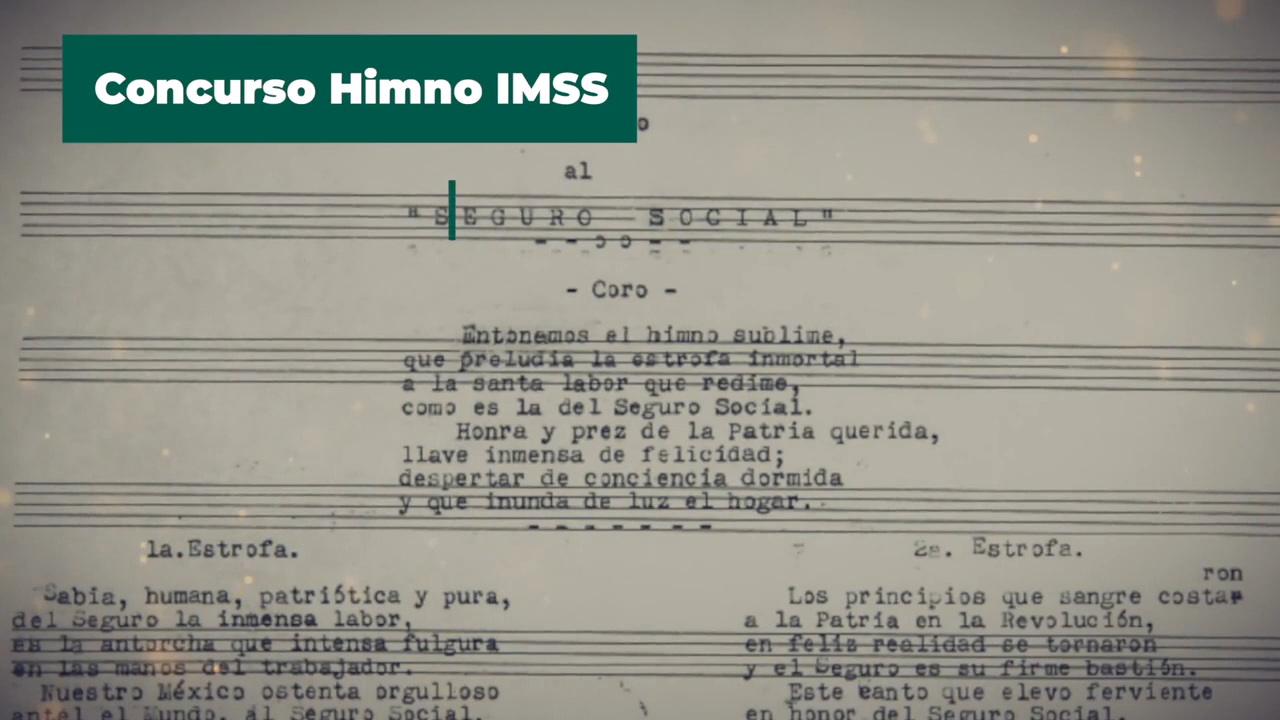 Concurso Himno IMSS
o
al
"SEGURO SOCIAL"
- Coro -
Entonemos el himno sublime,
que preludia la estrofa inmortal
a la santa labor que redime,
como es la del Seguro Social.
Honra y prez de la Patria querida,
llave inmensa de felicidad;
despertar de conciencia dormida
y que inunda de luz el hogar.
- - - - - - -
1a.Estrofa.
Sabia, humana, patriótica y pura,
del Seguro la inmensa labor,
es la antorcha que intensa fulgura
en las manos del trabajador.
Nuestro México ostenta orgulloso
antel el Mundo, al Seguro Social.
2a. Estrofa.
ron
Los principios que sangre costar
a la Patria en la Revolución,
en feliz realidad se tornaron
y el Seguro es su firme bastión.
Este canto que elevo ferviente
en honor del Seguro Social,